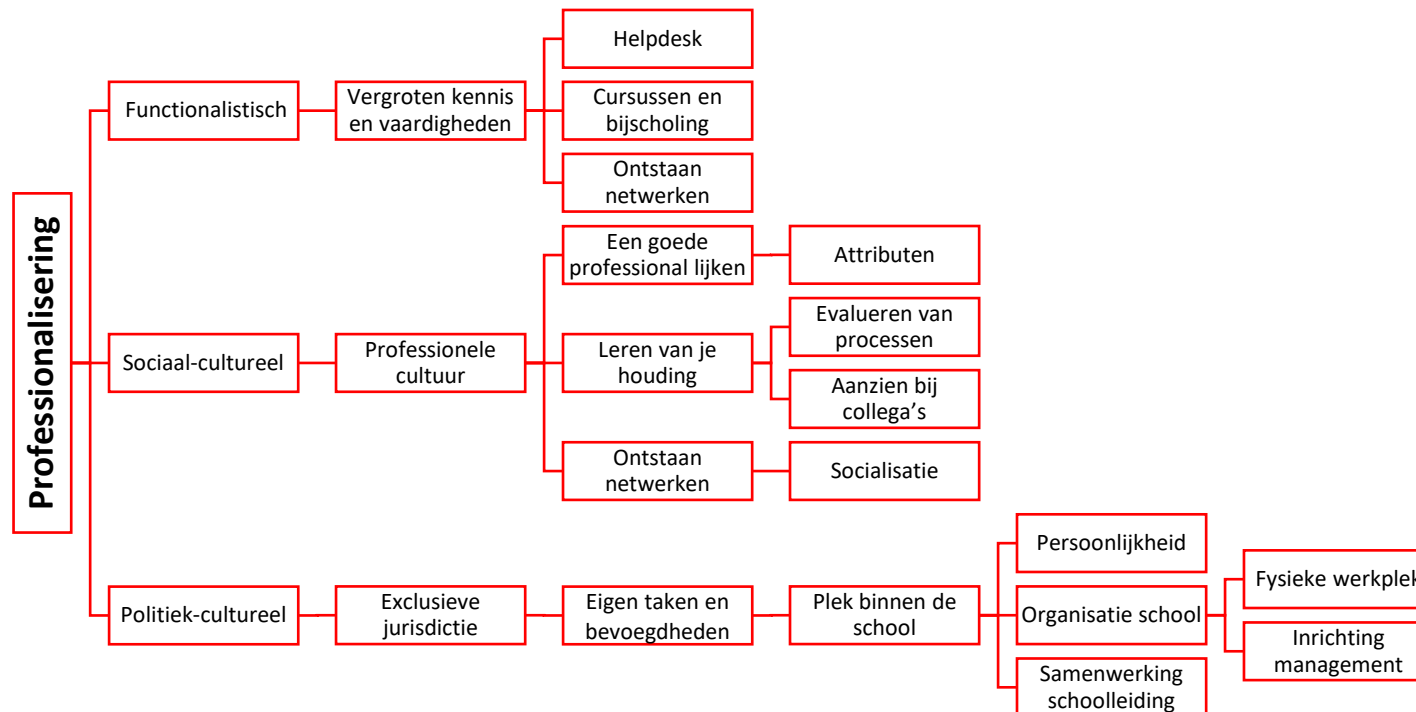 Professionalisering
Functionalistisch
Vergroten kennis
en vaardigheden
Helpdesk
Cursussen en
bijscholing
Ontstaan
netwerken
Sociaal-cultureel
Professionele
cultuur
Een goede
professional lijken
Attributen
Leren van je
houding
Evalueren van
processen
Aanzien bij
collega’s
Ontstaan
netwerken
Socialisatie
Politiek-cultureel
Exclusieve
jurisdictie
Eigen taken en
bevoegdheden
Plek binnen de
school
Persoonlijkheid
Organisatie school
Fysieke werkplek
Inrichting
management
Samenwerking
schoolleiding